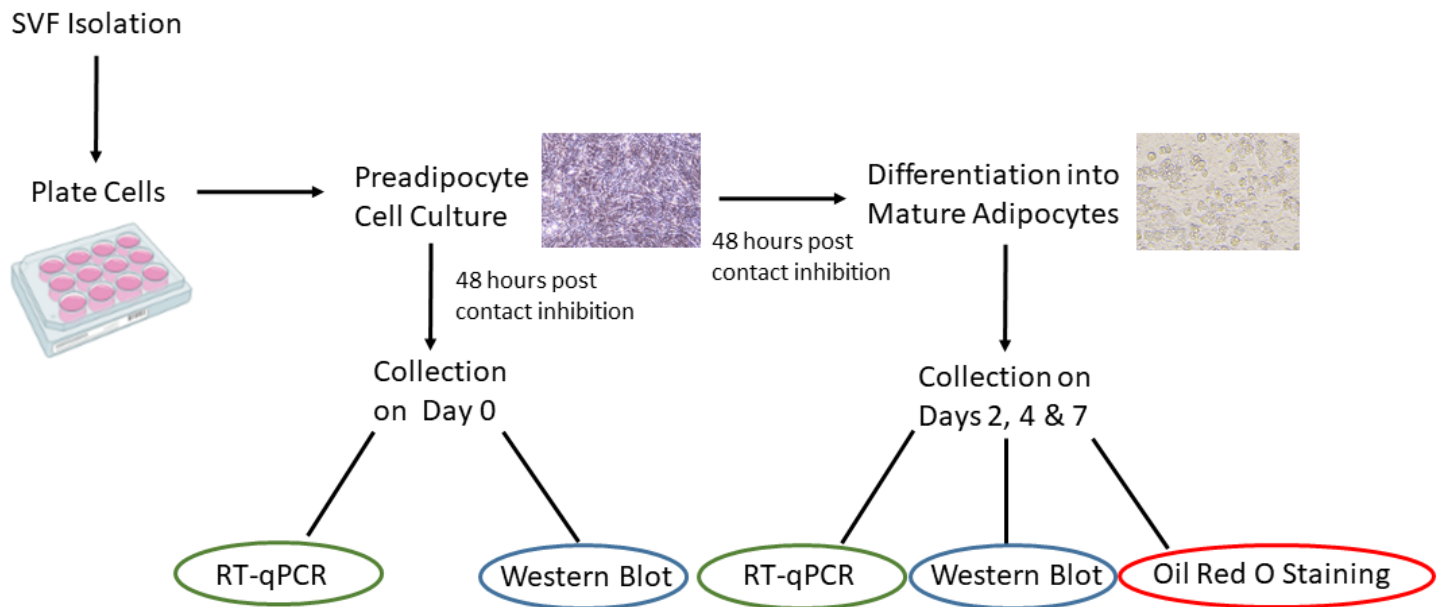 SVF Isolation
Plate Cells
Preadipocyte
Cell Culture
48 hours post
contact inhibition
Differentiation into
Mature Adipocytes
48 hours post
contact inhibition
Collection
on Day 0
Collection on
Days 2, 4 & 7
RT-qPCR
Western Blot
RT-qPCR
Western Blot
Oil Red O Staining